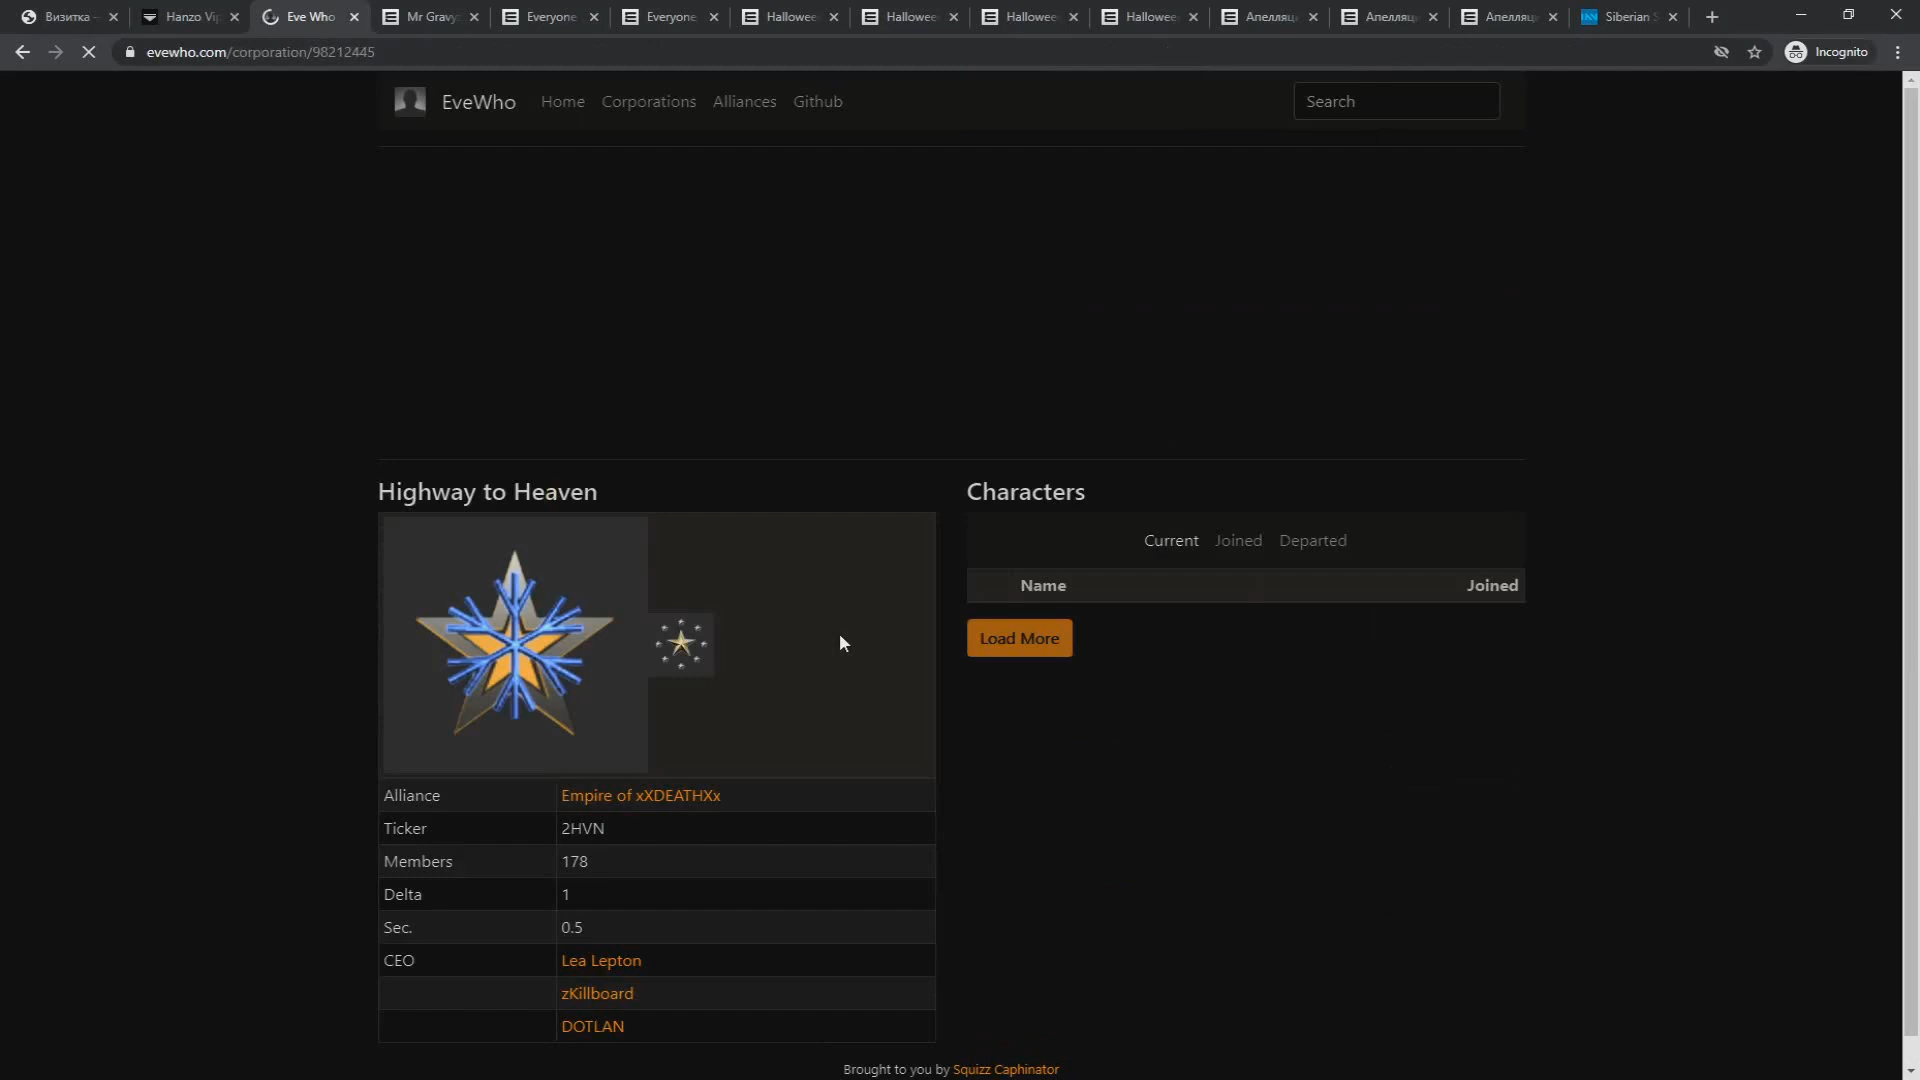 Визитка -
Hanzo Vip
Eve Who
Mr Gravy
Everyone
Everyone
Hallowee
Hallowee
Hallowee
Hallowee
Апелляц
Апелляц
Апелляц
Siberian S
evewho.com/corporation/98212445
Incognito
EveWho Home Corporations Alliances Github
Search
Highway to Heaven
Alliance Empire of xXDEATHXx
Ticker 2HVN
Members 178
Delta 1
Sec. 0.5
CEO Lea Lepton
zKillboard
DOTLAN
Characters
Current Joined Departed
Name Joined
Load More
Brought to you by Squizz Caphinator